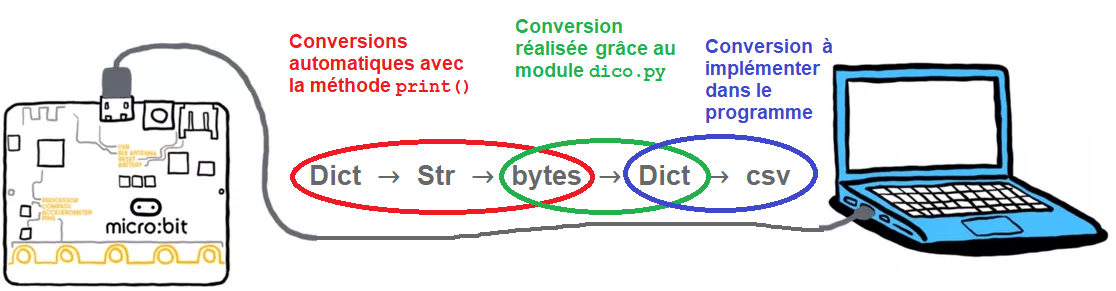 Conversions
automatiques avec
la méthode print()
Conversion
réalisée grâce au
module dico.py
Conversion à
implémenter
dans le
programme
Dict → Str → bytes → Dict → csv
USB
BLE ANTENNA
RESET
BATTERY
PROCESSOR
COMPASS
ACCELEROMETER
PINS
micro:bit